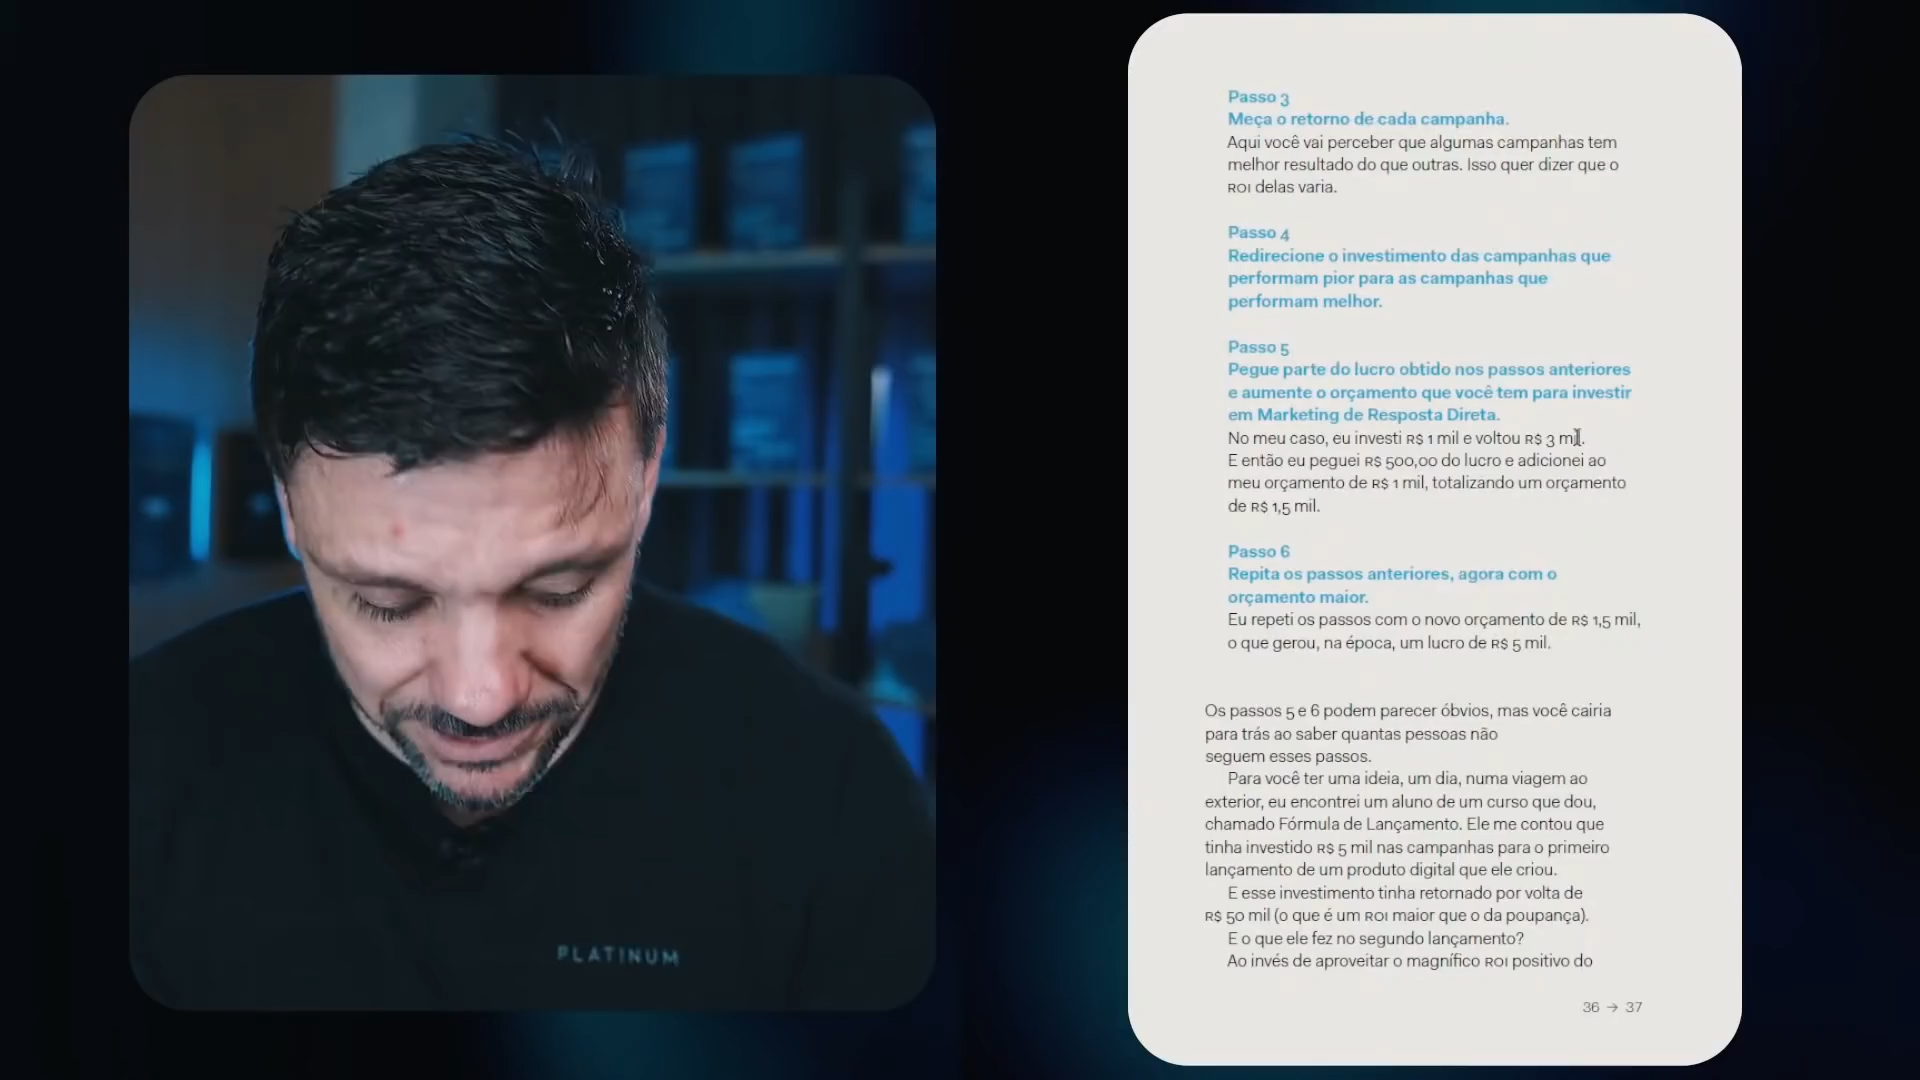 PLATINUM
Passo 3
Meça o retorno de cada campanha.
Aqui você vai perceber que algumas campanhas tem
melhor resultado do que outras. Isso quer dizer que o
ROI delas varia.
Passo 4
Redirecione o investimento das campanhas que
performam pior para as campanhas que
performam melhor.
Passo 5
Pegue parte do lucro obtido nos passos anteriores
e aumente o orçamento que você tem para investir
em Marketing de Resposta Direta.
No meu caso, eu investi R$ 1 mil e voltou R$ 3 mil.
E então eu peguei R$ 500,00 do lucro e adicionei ao
meu orçamento de R$ 1 mil, totalizando um orçamento
de R$ 1,5 mil.
Passo 6
Repita os passos anteriores, agora com o
orçamento maior.
Eu repeti os passos com o novo orçamento de R$ 1,5 mil,
o que gerou, na época, um lucro de R$ 5 mil.
Os passos 5 e 6 podem parecer óbvios, mas você cairia
para trás ao saber quantas pessoas não
seguem esses passos.
Para você ter uma ideia, um dia, numa viagem ao
exterior, eu encontrei um aluno de um curso que dou,
chamado Fórmula de Lançamento. Ele me contou que
tinha investido R$ 5 mil nas campanhas para o primeiro
lançamento de um produto digital que ele criou.
E esse investimento tinha retornado por volta de
R$ 50 mil (o que é um ROI maior que o da poupança).
E o que ele fez no segundo lançamento?
Ao invés de aproveitar o magnífico ROI positivo do
36 → 37